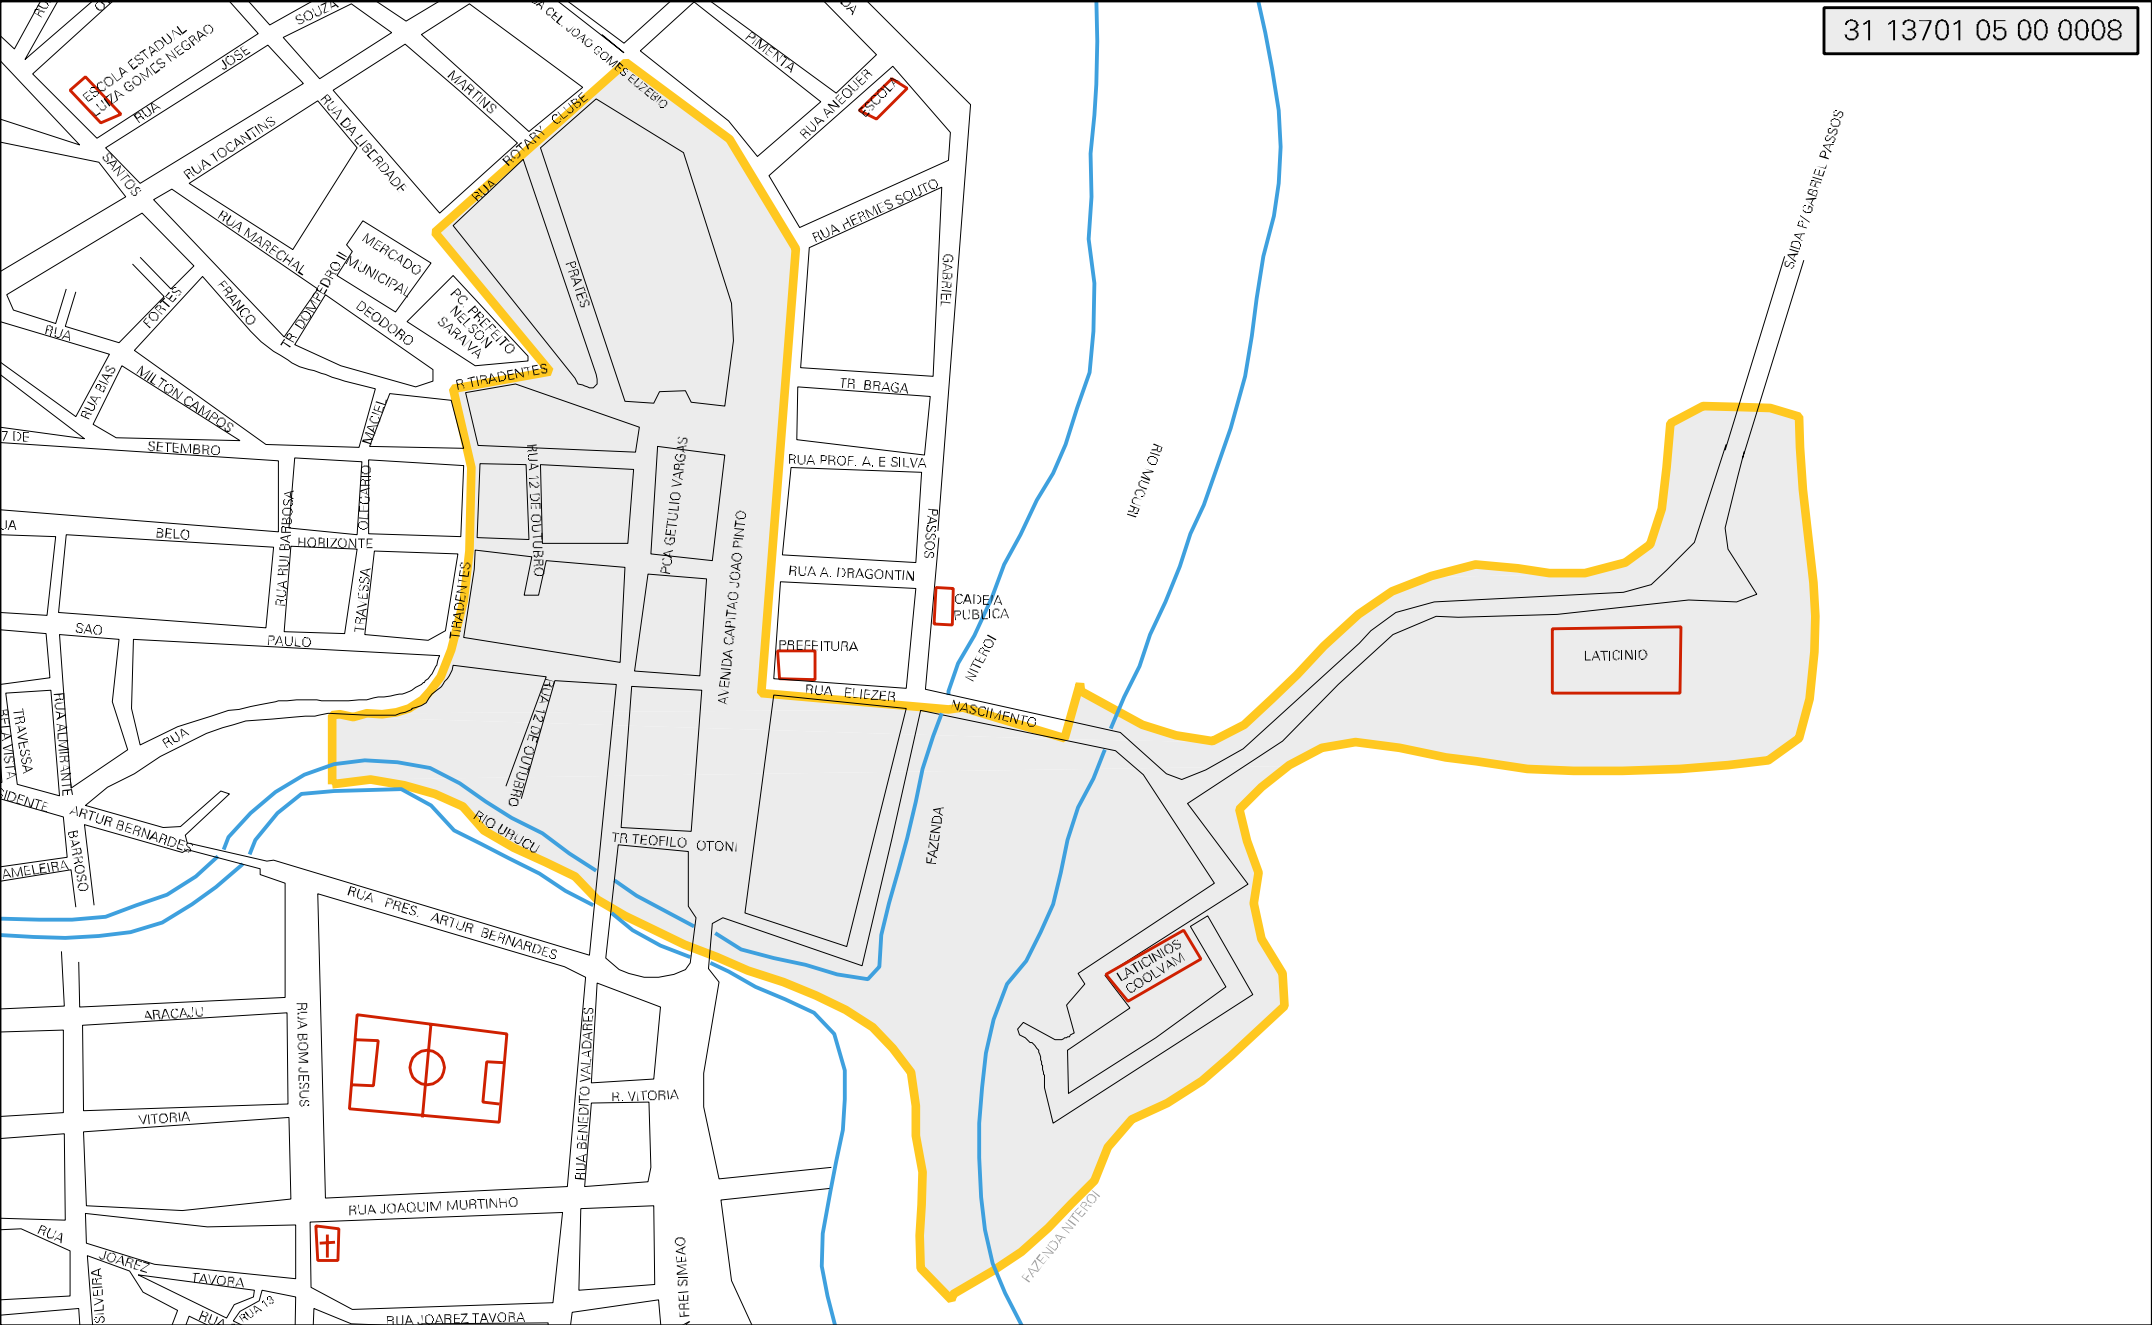 31 13701 05 00 0008
ESCOLA ESTADUAL
LUIZA GOMES NEGRAO
SOUZA
RUA
JOSE
RUA CEL. JOAO GOMES EUZEBIO
DA
PIMENTA
RUA ANEQUER
ESCOLA
MARTINS
RUA ROTARY CLUBE
RUA DA LIBERDADE
RUA TOCANTINS
SANTOS
SAIDA P/ GABRIEL PASSOS
RUA HERMES SOUTO
RUA MARECHAL
DEODORO
MERCADO
MUNICIPAL
TR. DOM PEDRO II
PC. PREFEITO
NELSON
SARAIVA
PRATES
GABRIEL
PASSOS
FRANCO
FORTES
RUA
RUA BIAS
MILTON CAMPOS
R TIRADENTES
TR. BRAGA
MACIEL
OLEGARIO
TRAVESSA
7 DE
SETEMBRO
RUA 12 DE OUTUBRO
PCA GETULIO VARGAS
RUA PROF. A. E SILVA
RIO MUCURI
UA
BELO
HORIZONTE
RUA RUI BARBOSA
AVENIDA CAPITAO JOAO PINTO
RUA A. DRAGONTIN
CADEIA
PUBLICA
TIRADENTES
SAO
PAULO
PREFEITURA
LATICINIO
NITEROI
FAZENDA
RUA ELIEZER
NASCIMENTO
RUA 12 DE OUTUBRO
RUA
RUA ALMIRANTE
BARROSO
TRAVESSA
BELA VISTA
SIDENTE
ARTUR BERNARDES
RIO URUCU
TR TEOFILO OTONI
AMELEIRA
RUA PRES. ARTUR BERNARDES
LATICINIOS
COOLVAM
ARACAJU
RUA BOM JESUS
RUA BENEDITO VALADARES
R. VITORIA
VITORIA
RUA JOAQUIM MURTINHO
FAZENDA NITEROI
RUA
JOAREZ
TAVORA
SILVEIRA
RUA
RUA 13
RUA JOAREZ TAVORA
FREI SIMEAO